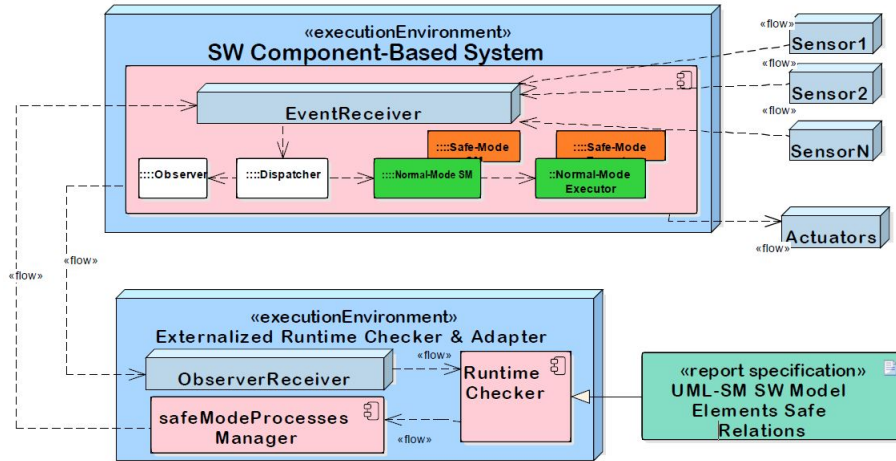 «executionEnvironment»
SW Component-Based System
EventReceiver
::::Safe-Mode
::::Safe-Mode
::::Observer
::::Dispatcher
::::Normal-Mode SM
::Normal-Mode
Executor
«flow»
Sensor1
«flow»
Sensor2
«flow»
SensorN
«flow»
Actuators
«flow»
«flow»
«executionEnvironment»
Externalized Runtime Checker & Adapter
ObserverReceiver
«flow»
Runtime
Checker
safeModeProcesses
Manager
«flow»
«report specification»
UML-SM SW Model
Elements Safe
Relations